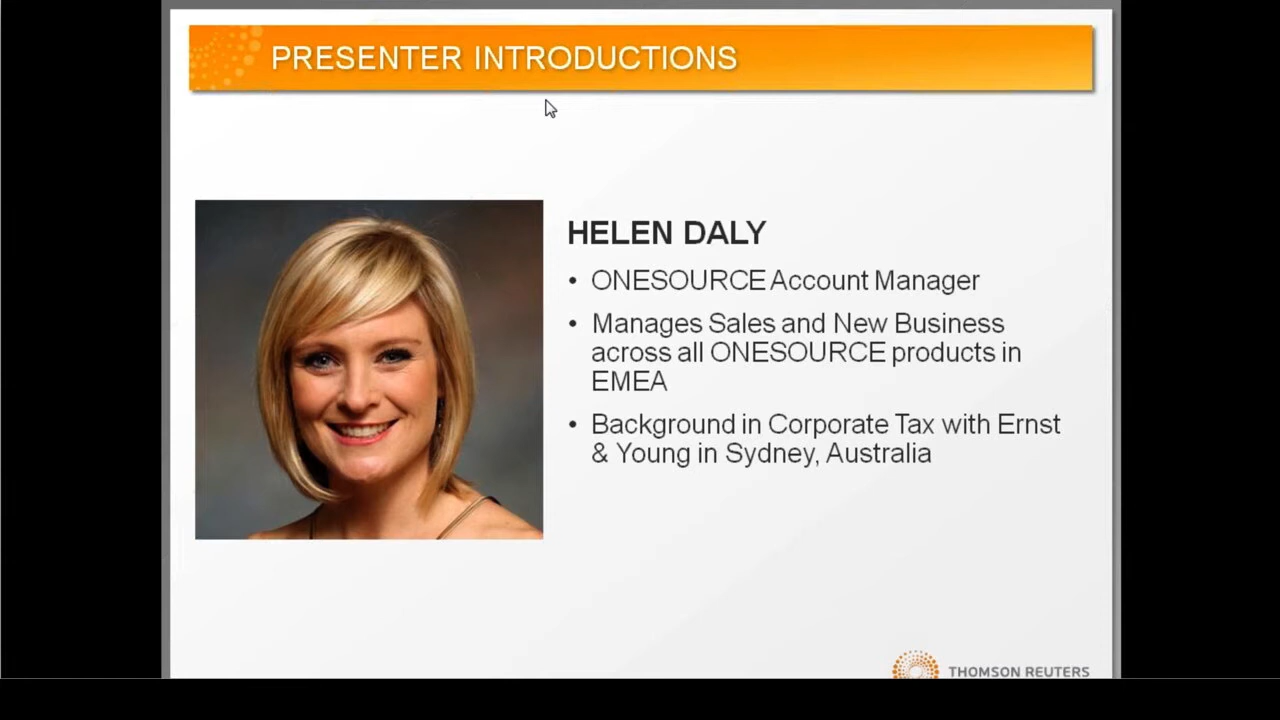 PRESENTER INTRODUCTIONS
HELEN DALY
• ONESOURCE Account Manager
• Manages Sales and New Business
across all ONESOURCE products in
EMEA
• Background in Corporate Tax with Ernst
& Young in Sydney, Australia
THOMSON REUTERS